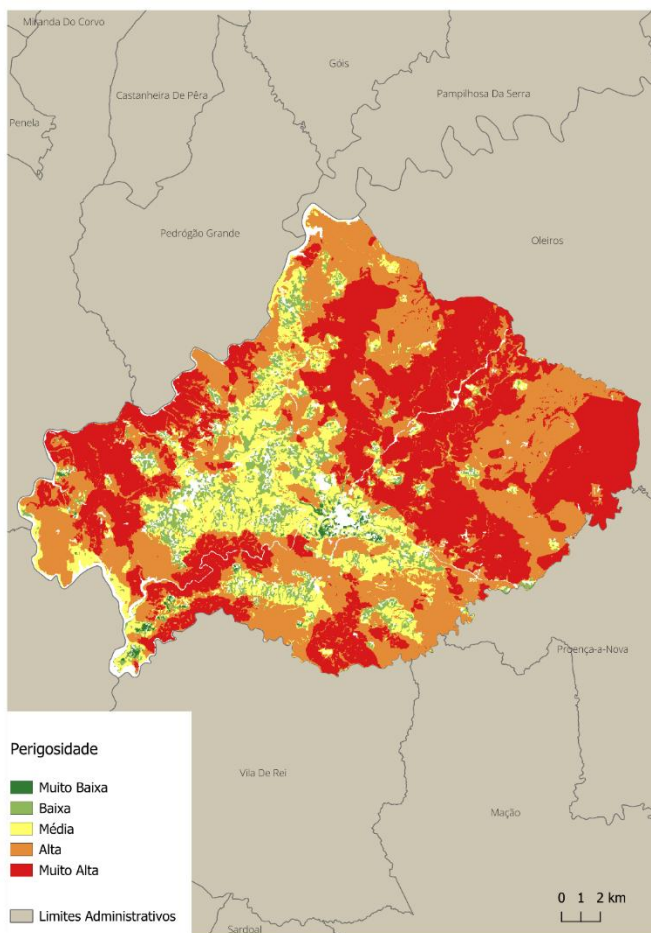 Miranda Do Corvo
Góis
Castanheira De Pêra
Pampilhosa Da Serra
Penela
Pedrógão Grande
Oleiros
Proença-a-Nova
Vila De Rei
Mação
Sardoal
Perigosidade
Muito Baixa
Baixa
Média
Alta
Muito Alta
Limites Administrativos
0 1 2 km